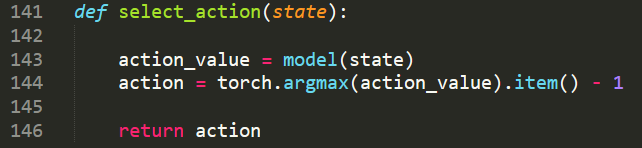 141 def select_action(state):
142
143 action_value = model(state)
144 action = torch.argmax(action_value).item() - 1
145
146 return action